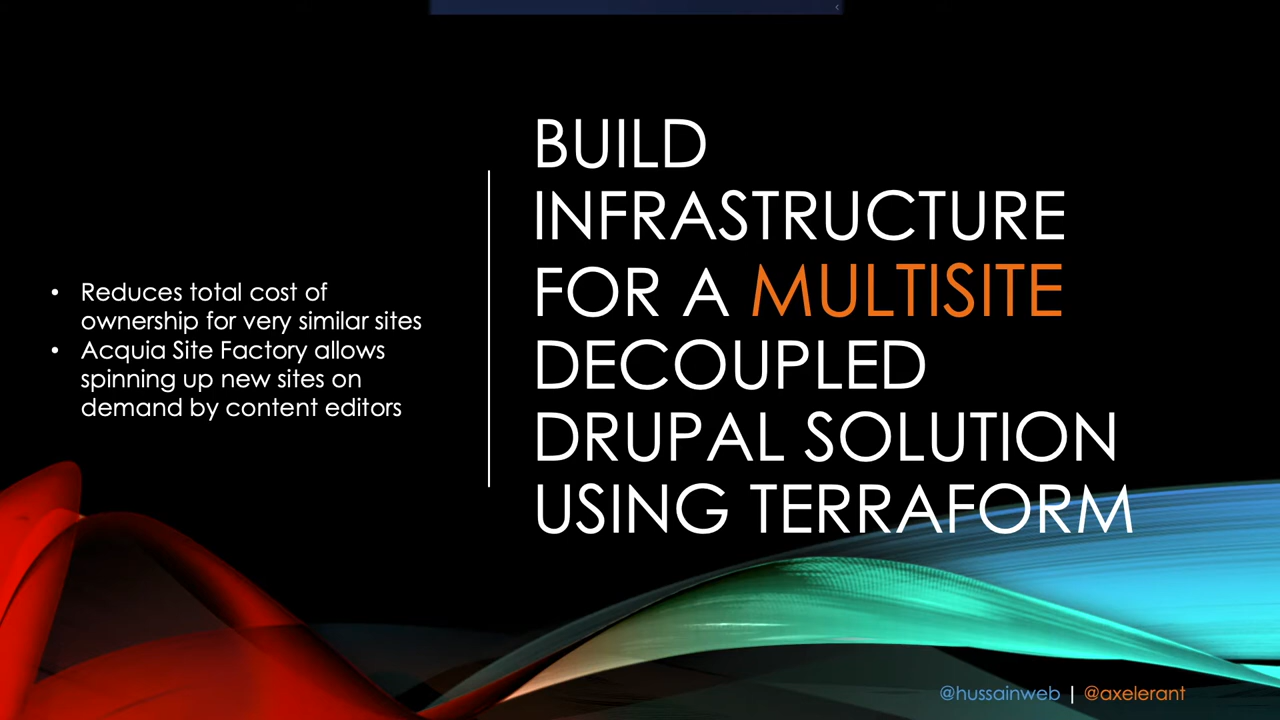 BUILD
INFRASTRUCTURE
FOR A MULTISITE
DECOUPLED
DRUPAL SOLUTION
USING TERRAFORM
• Reduces total cost of
ownership for very similar sites
• Acquia Site Factory allows
spinning up new sites on
demand by content editors
@hussainweb | @axelerant